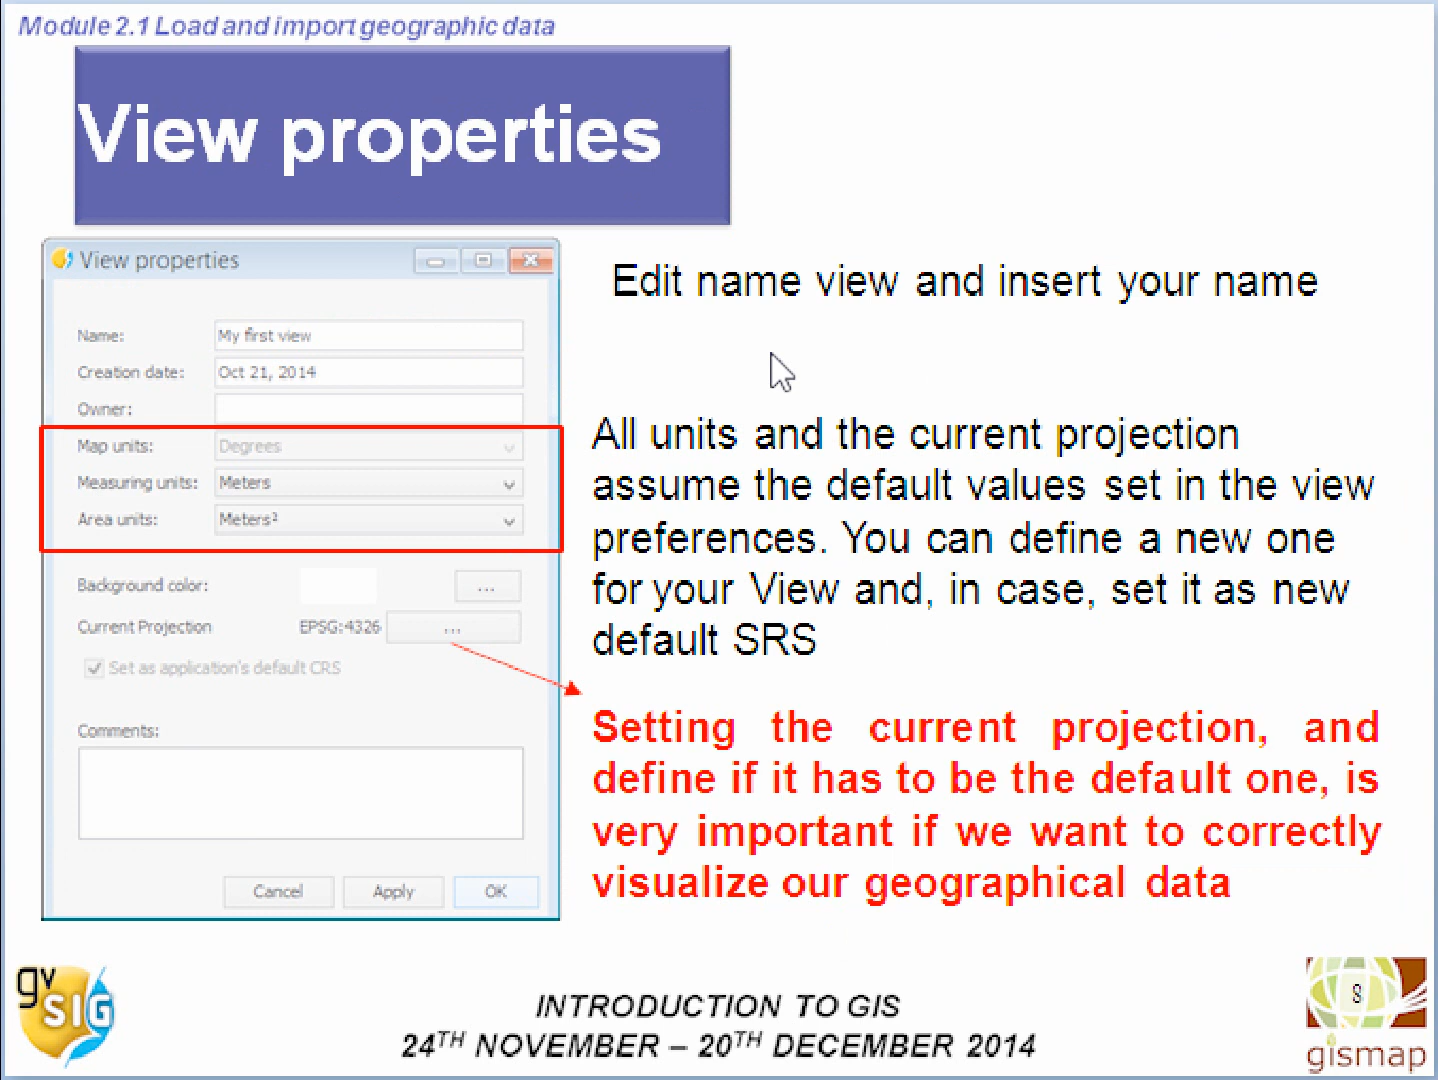 Module 2.1 Load and import geographic data
View properties
View properties
Name: My first view
Creation date: Oct 21, 2014
Owner:
Map units: Degrees
Measuring units: Meters
Area units: Meters²
Background color: ...
Current Projection EPSG:4326 ...
Set as application's default CRS
Comments:
Cancel Apply OK
Edit name view and insert your name
All units and the current projection
assume the default values set in the view
preferences. You can define a new one
for your View and, in case, set it as new
default SRS
Setting the current projection, and
define if it has to be the default one, is
very important if we want to correctly
visualize our geographical data
gv
SIG
INTRODUCTION TO GIS
24TH NOVEMBER – 20TH DECEMBER 2014
8
gismap